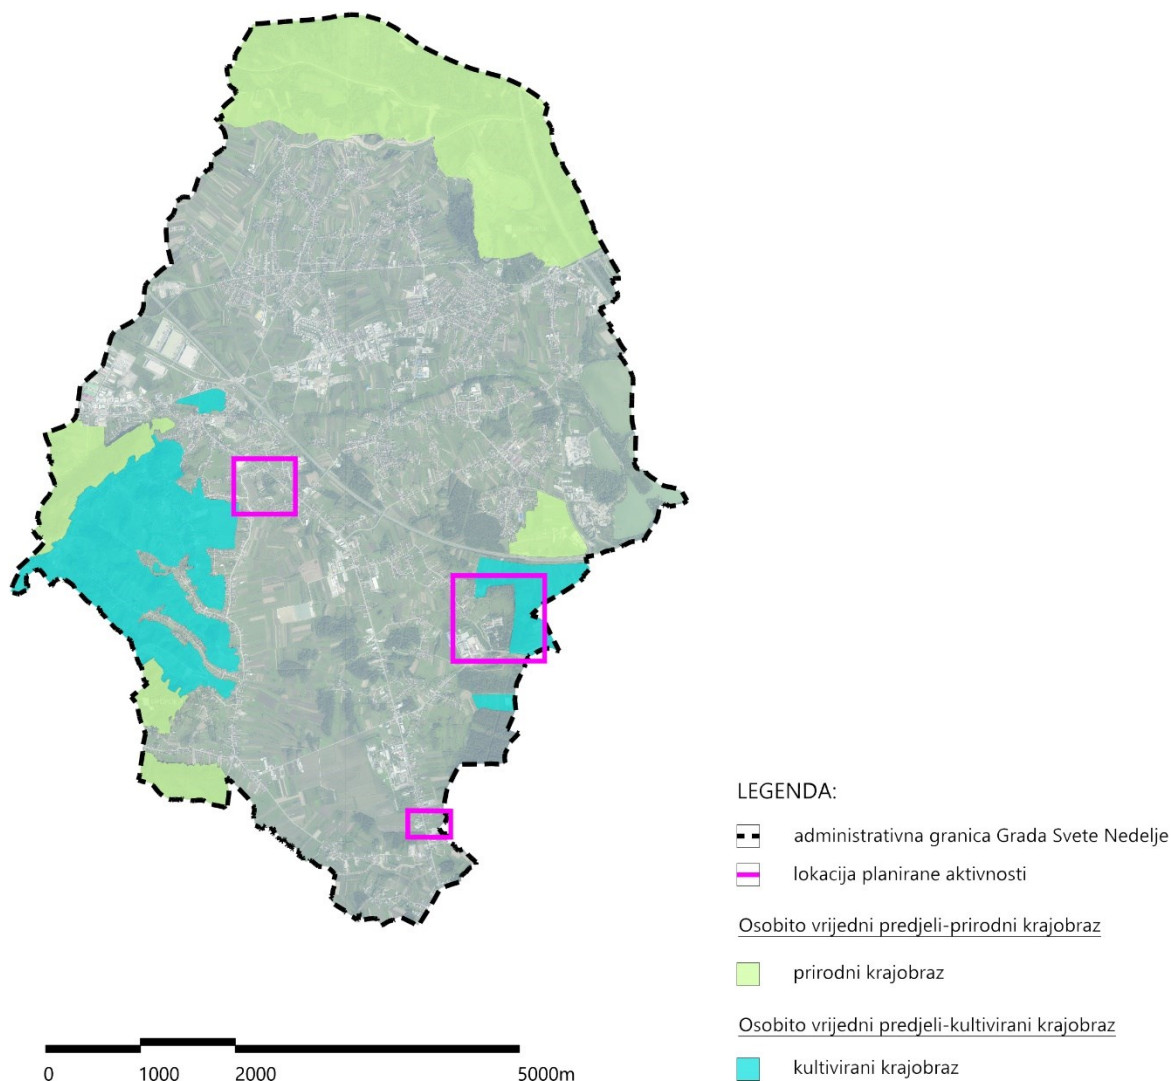 LEGENDA:
administrativna granica Grada Svete Nedelje
lokacija planirane aktivnosti
Osobito vrijedni predjeli-prirodni krajobraz
prirodni krajobraz
Osobito vrijedni predjeli-kultivirani krajobraz
kultivirani krajobraz
0 1000 2000 5000m